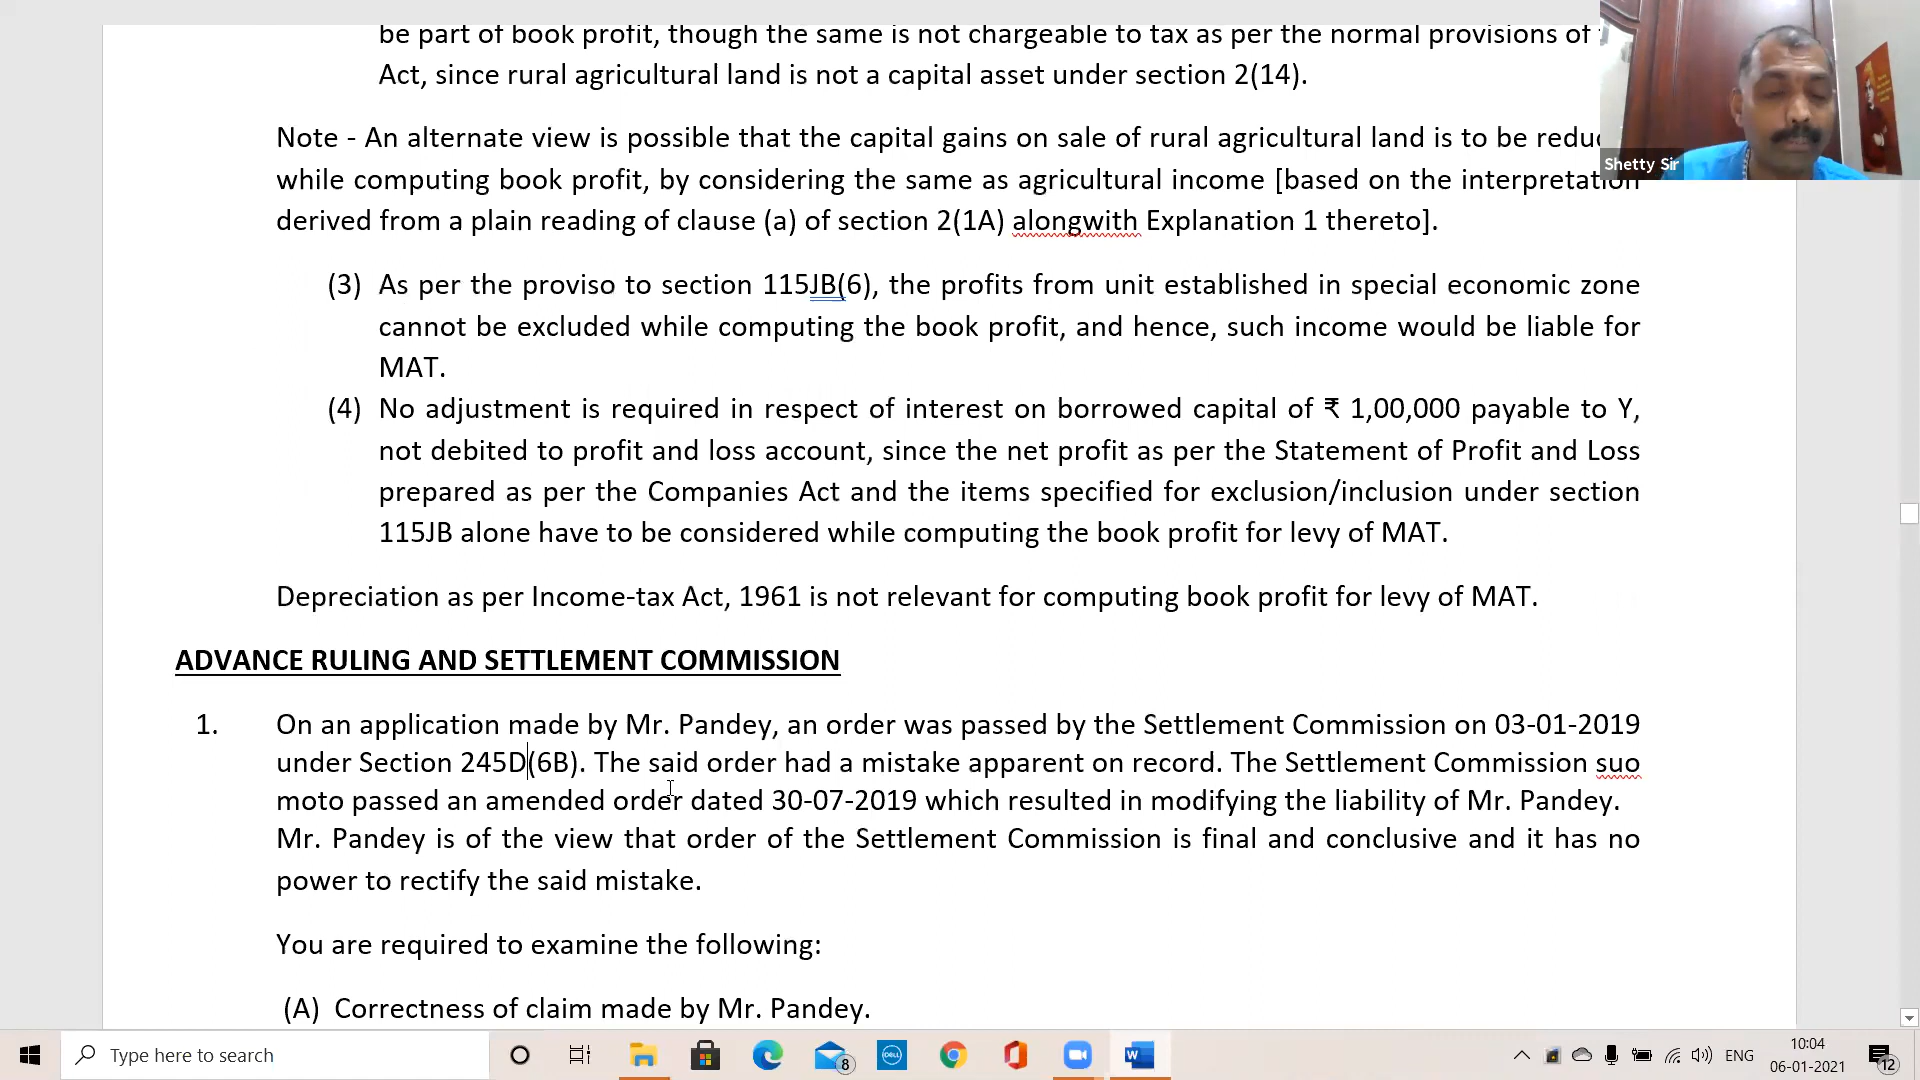 be part of book profit, though the same is not chargeable to tax as per the normal provisions of
Act, since rural agricultural land is not a capital asset under section 2(14).
Note - An alternate view is possible that the capital gains on sale of rural agricultural land is to be
while computing book profit, by considering the same as agricultural income [based on the interpretation
derived from a plain reading of clause (a) of section 2(1A) alongwith Explanation 1 thereto].
Shetty Sir
(3) As per the proviso to section 115JB(6), the profits from unit established in special economic zone
cannot be excluded while computing the book profit, and hence, such income would be liable for
MAT.
(4) No adjustment is required in respect of interest on borrowed capital of ₹ 1,00,000 payable to Y,
not debited to profit and loss account, since the net profit as per the Statement of Profit and Loss
prepared as per the Companies Act and the items specified for exclusion/inclusion under section
115JB alone have to be considered while computing the book profit for levy of MAT.
Depreciation as per Income-tax Act, 1961 is not relevant for computing book profit for levy of MAT.
ADVANCE RULING AND SETTLEMENT COMMISSION
1. On an application made by Mr. Pandey, an order was passed by the Settlement Commission on 03-01-2019
under Section 245D(6B). The said order had a mistake apparent on record. The Settlement Commission suo
moto passed an amended order dated 30-07-2019 which resulted in modifying the liability of Mr. Pandey.
Mr. Pandey is of the view that order of the Settlement Commission is final and conclusive and it has no
power to rectify the said mistake.
You are required to examine the following:
(A) Correctness of claim made by Mr. Pandey.
Type here to search
8
DELL
W
ENG
10:04
06-01-2021
12